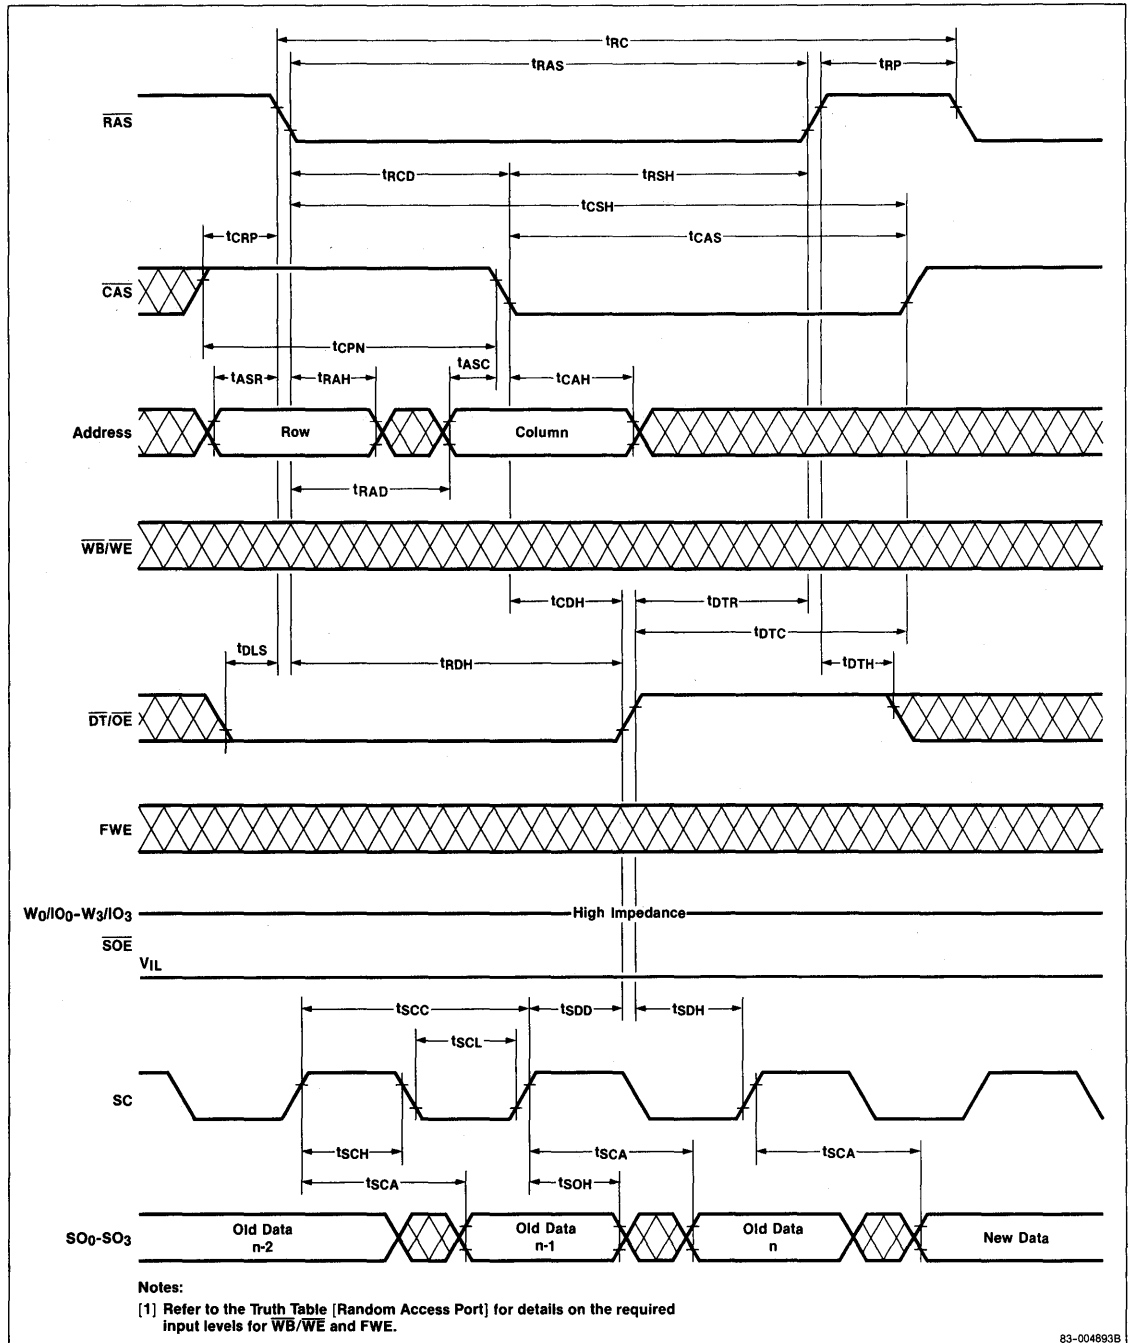 tRC
tRAS
tRP
RAS
tRCD
tRSH
tCSH
tCRP
tCAS
CAS
tCPN
tASC
tASR
tRAH
tCAH
Address
Row
Column
tRAD
WB/WE
tCDH
tDTR
tDTC
tDLS
tRDH
tDTH
DT/OE
FWE
W0/IO0-W3/IO3
High Impedance
SOE
VIL
tSCC
tSDD
tSDH
tSCL
SC
tSCH
tSCA
tSCA
tSCA
tSOH
SO0-SO3
Old Data
n-2
Old Data
n-1
Old Data
n
New Data
Notes:
[1] Refer to the Truth Table [Random Access Port] for details on the required
input levels for WB/WE and FWE.
83-004893B